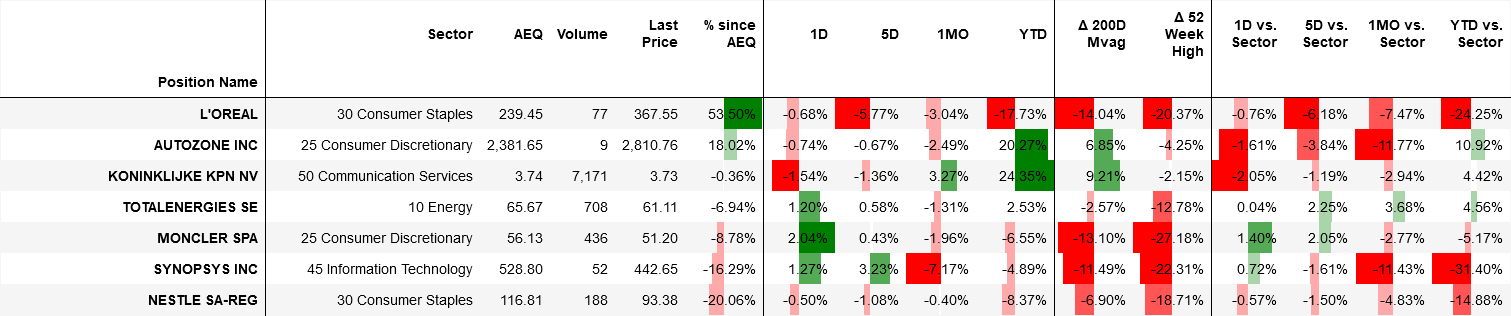 Position Name Sector AEQ Volume Last Price % since AEQ 1D 5D 1MO YTD Δ 200D Mvag Δ 52 Week High 1D vs. Sector 5D vs. Sector 1MO vs. Sector YTD vs. Sector
L'OREAL 30 Consumer Staples 239.45 77 367.55 53.50% -0.68% -5.77% -3.04% -17.73% -14.04% -20.37% -0.76% -6.18% -7.47% -24.25%
AUTOZONE INC 25 Consumer Discretionary 2,381.65 9 2,810.76 18.02% -0.74% -0.67% -2.49% 20.27% 6.85% -4.25% -1.61% -3.84% -11.77% 10.92%
KONINKLIJKE KPN NV 50 Communication Services 3.74 7,171 3.73 -0.36% -1.54% -1.36% 3.27% 24.35% 9.21% -2.15% -2.05% -1.19% -2.94% 4.42%
TOTALENERGIES SE 10 Energy 65.67 708 61.11 -6.94% 1.20% 0.58% -1.31% 2.53% -2.57% -12.78% 0.04% 2.25% 3.68% 4.56%
MONCLER SPA 25 Consumer Discretionary 56.13 436 51.20 -8.78% 2.04% 0.43% -1.96% -6.55% -13.10% -27.18% 1.40% 2.05% -2.77% -5.17%
SYNOPSYS INC 45 Information Technology 528.80 52 442.65 -16.29% 1.27% 3.23% -7.17% -4.89% -11.49% -22.31% 0.72% -1.61% -11.43% -31.40%
NESTLE SA-REG 30 Consumer Staples 116.81 188 93.38 -20.06% -0.50% -1.08% -0.40% -8.37% -6.90% -18.71% -0.57% -1.50% -4.83% -14.88%